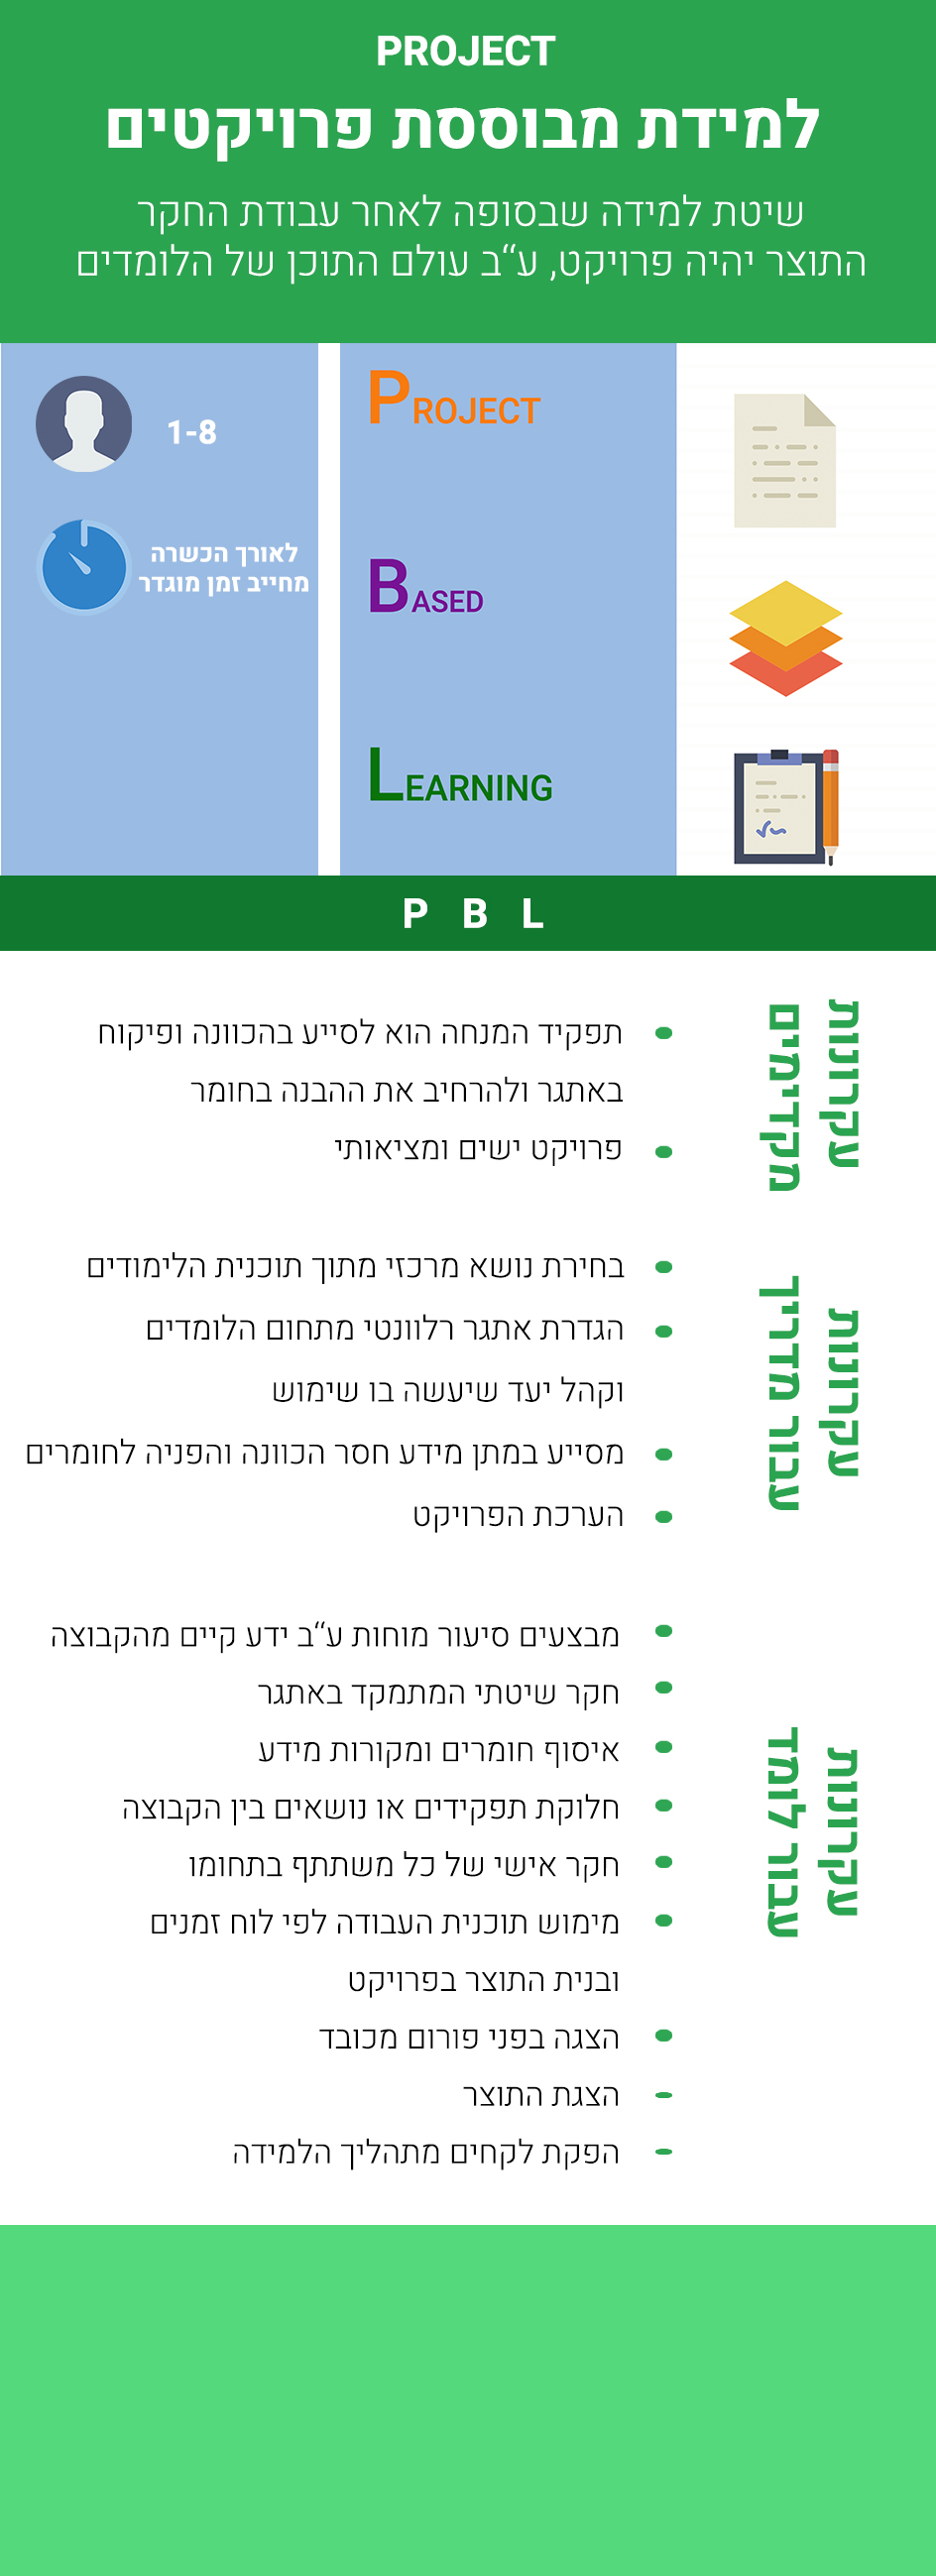 PROJECT
למידת מבוססת פרויקטים
שיטת למידה שבסופה לאחר עבודת החקר
התוצר יהיה פרויקט, ע“ב עולם התוכן של הלומדים
PROJECT
BASED
LEARNING
1-8
לאורך הכשרה
מחייב זמן מוגדר
P B L
עקרונות
מקדימים
• תפקיד המנחה הוא לסייע בהכוונה ופיקוח
באתגר ולהרחיב את ההבנה בחומר
• פרויקט ישים ומציאותי
עקרונות
עבור מדריך
• בחירת נושא מרכזי מתוך תוכנית הלימודים
• הגדרת אתגר רלוונטי מתחום הלומדים
וקהל יעד שיעשה בו שימוש
• מסייע במתן מידע חסר הכוונה והפניה לחומרים
• הערכת הפרויקט
עקרונות
עבור לומד
• מבצעים סיעור מוחות ע“ב ידע קיים מהקבוצה
• חקר שיטתי המתמקד באתגר
• איסוף חומרים ומקורות מידע
• חלוקת תפקידים או נושאים בין הקבוצה
• חקר אישי של כל משתתף בתחומו
• מימוש תוכנית העבודה לפי לוח זמנים
ובנית התוצר בפרויקט
• הצגה בפני פורום מכובד
- הצגת התוצר
- הפקת לקחים מתהליך הלמידה